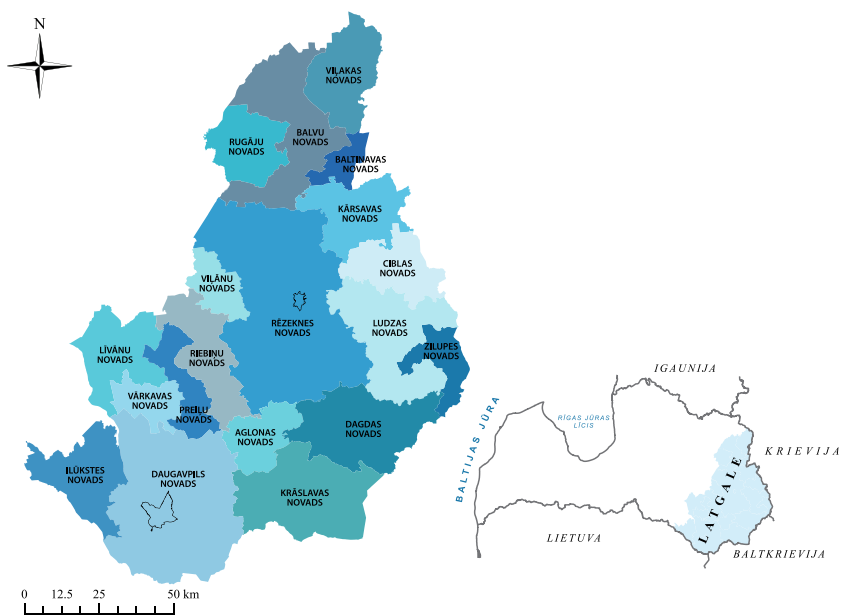 N
VIĻAKAS
NOVADS
BALVU
NOVADS
RUGĀJU
NOVADS
BALTINAVAS
NOVADS
KĀRSAVAS
NOVADS
CIBLAS
NOVADS
VIĻĀNU
NOVADS
RĒZEKNES
NOVADS
LUDZAS
NOVADS
ZILUPES
NOVADS
LĪVĀNU
NOVADS
RIEBIŅU
NOVADS
VĀRKAVAS
NOVADS
PREIĻU
NOVADS
AGLONAS
NOVADS
DAGDAS
NOVADS
ILŪKSTES
NOVADS
DAUGAVPILS
NOVADS
KRĀSLAVAS
NOVADS
0 12.5 25 50 km
IGAUNIJA
BALTIJAS JŪRA
RĪGAS JŪRAS
LĪCIS
KRIEVIJA
LATGALE
LIETUVA
BALTKRIEVIJA